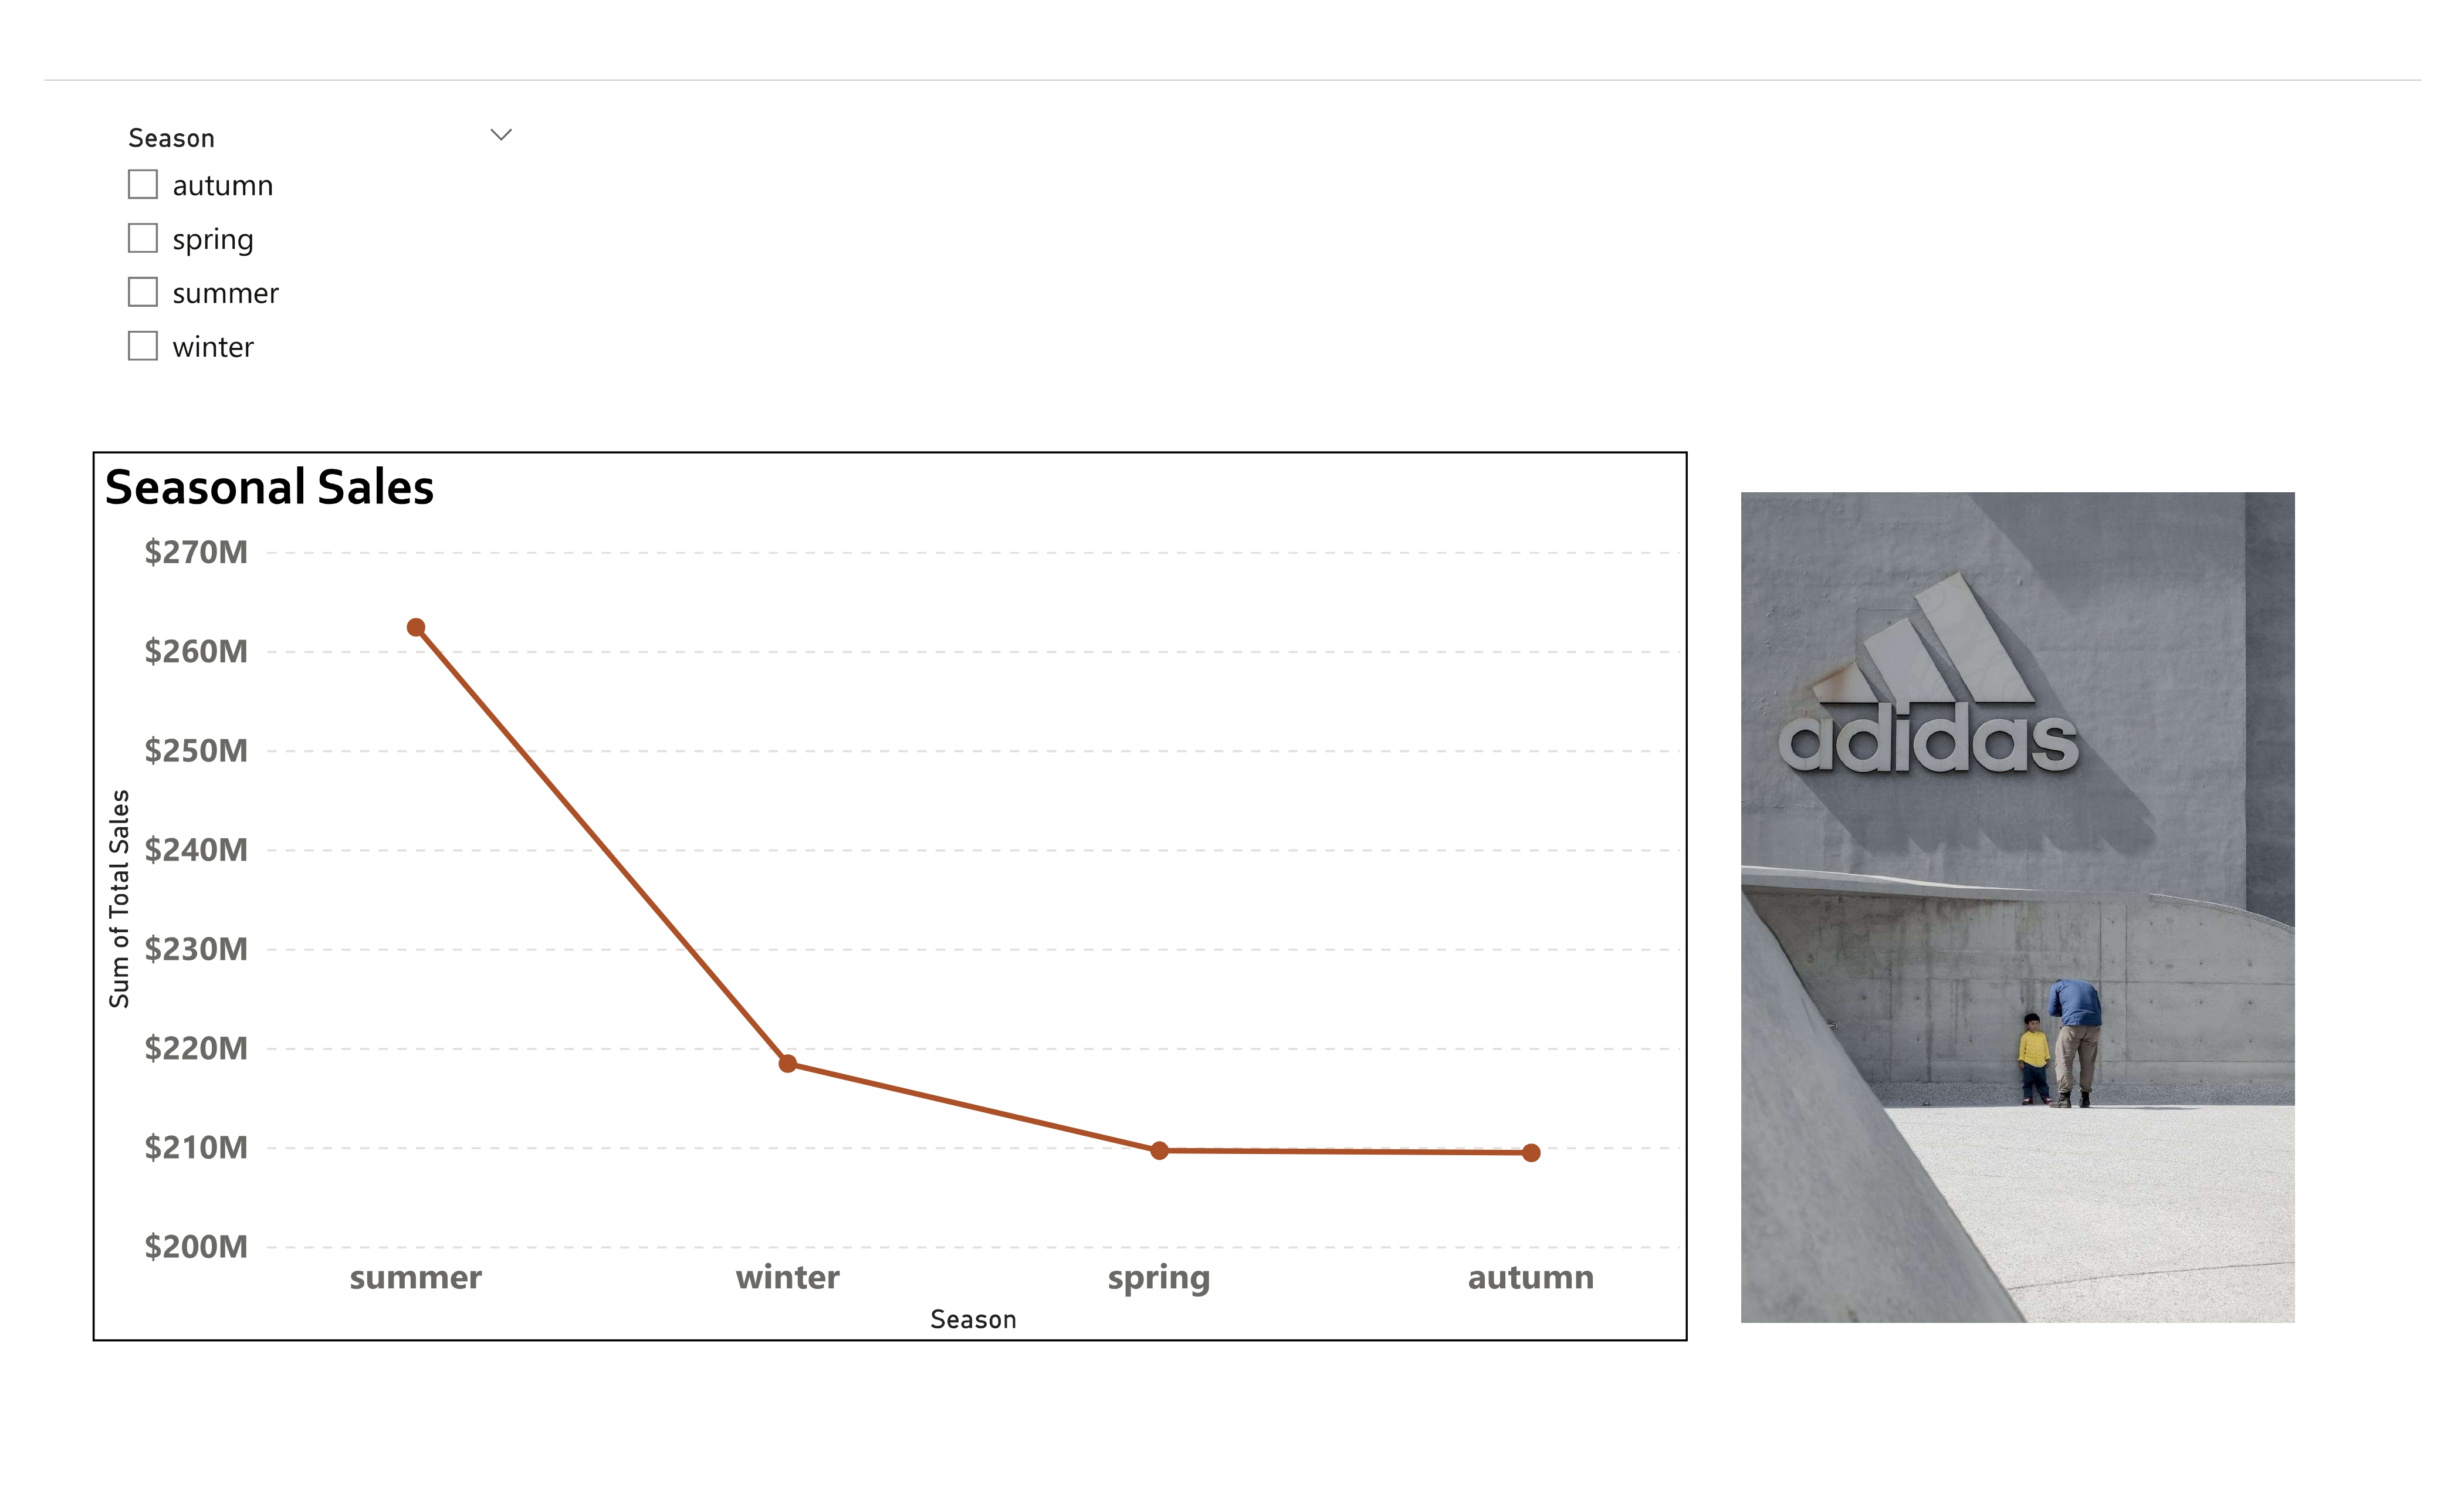 Season
autumn
spring
summer
winter
Seasonal Sales
$270M
$260M
$250M
$240M
$230M
$220M
$210M
$200M
Sum of Total Sales
summer winter spring autumn
Season
adidas